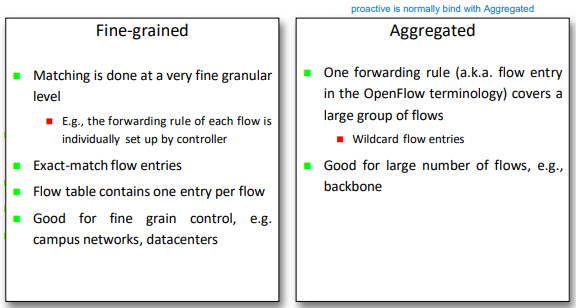 proactive is normally bind with Aggregated
Fine-grained
Matching is done at a very fine granular
level
E.g., the forwarding rule of each flow is
individually set up by controller
Exact-match flow entries
Flow table contains one entry per flow
Good for fine grain control, e.g.
campus networks, datacenters
Aggregated
One forwarding rule (a.k.a. flow entry
in the OpenFlow terminology) covers a
large group of flows
Wildcard flow entries
Good for large number of flows, e.g.,
backbone